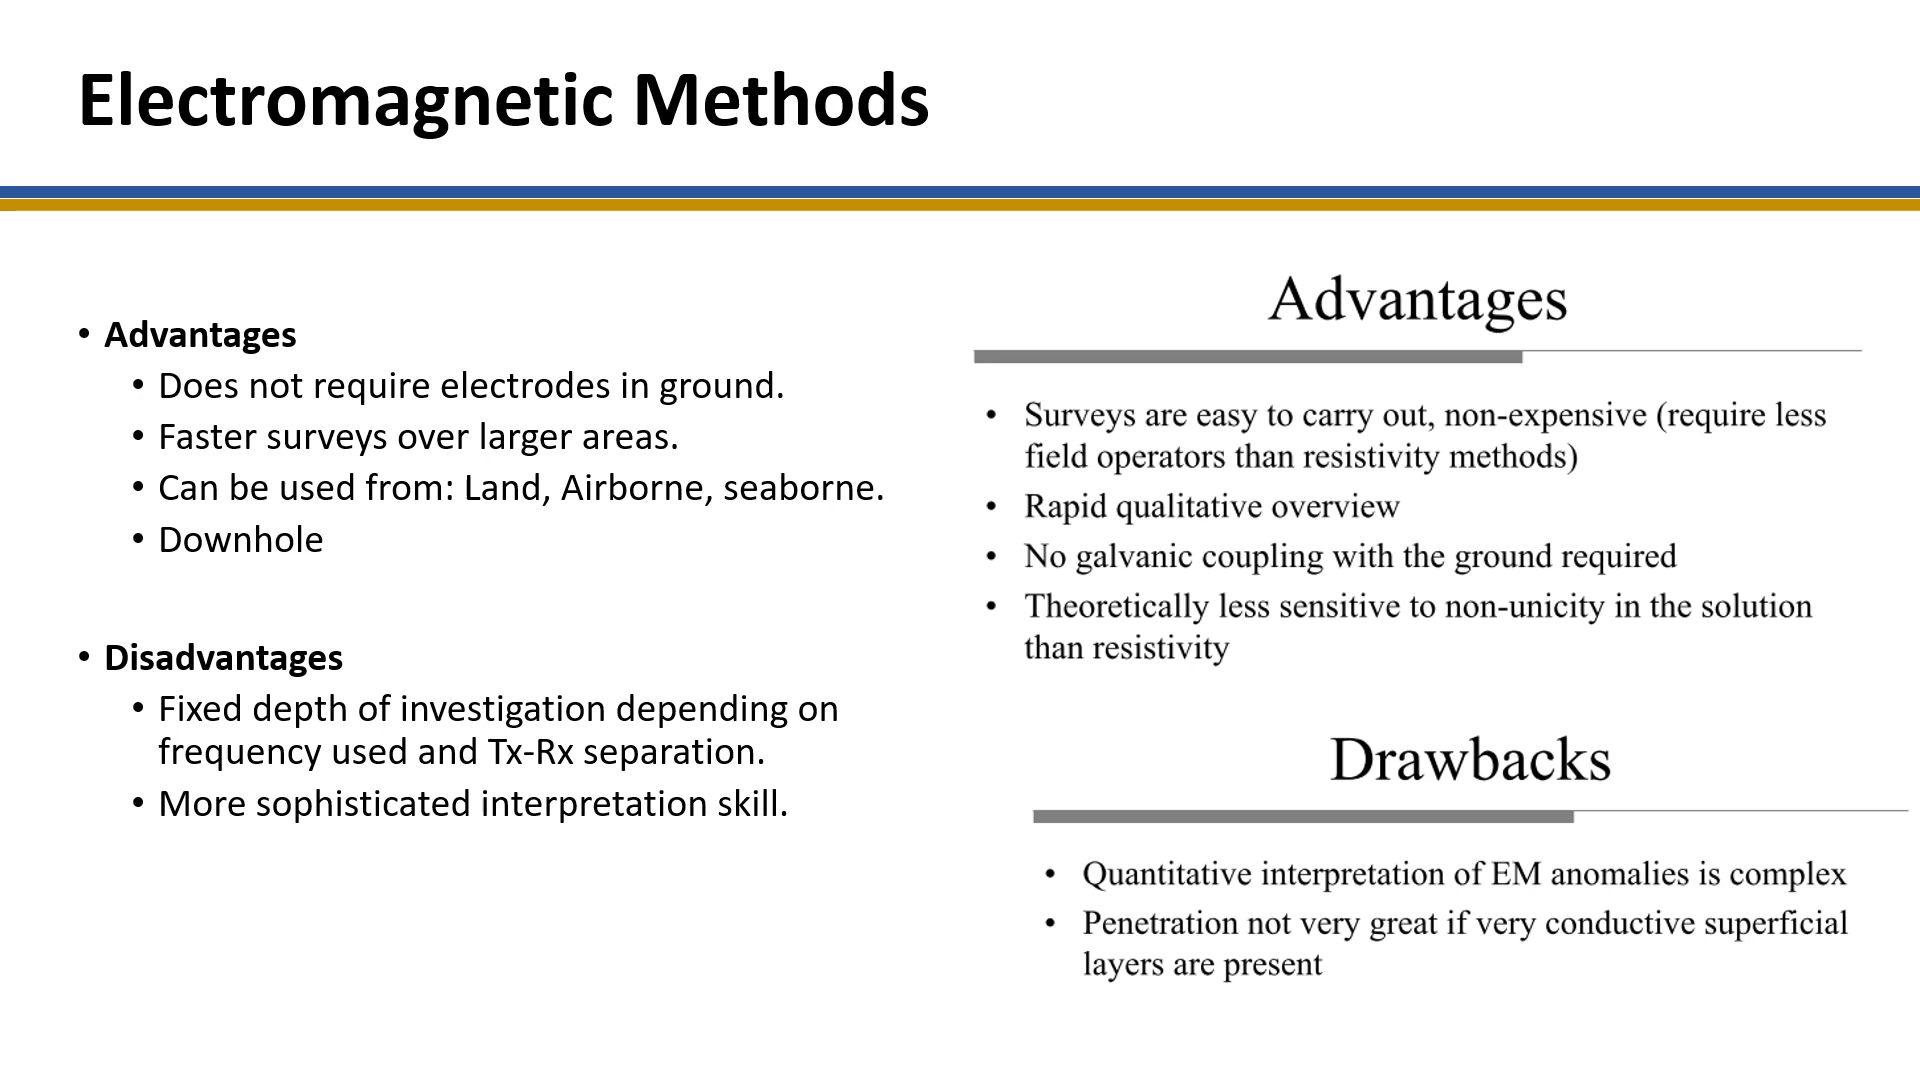 Electromagnetic Methods
• Advantages
• Does not require electrodes in ground.
• Faster surveys over larger areas.
• Can be used from: Land, Airborne, seaborne.
• Downhole
• Disadvantages
• Fixed depth of investigation depending on
frequency used and Tx-Rx separation.
• More sophisticated interpretation skill.
Advantages
• Surveys are easy to carry out, non-expensive (require less
field operators than resistivity methods)
• Rapid qualitative overview
• No galvanic coupling with the ground required
• Theoretically less sensitive to non-unicity in the solution
than resistivity
Drawbacks
• Quantitative interpretation of EM anomalies is complex
• Penetration not very great if very conductive superficial
layers are present